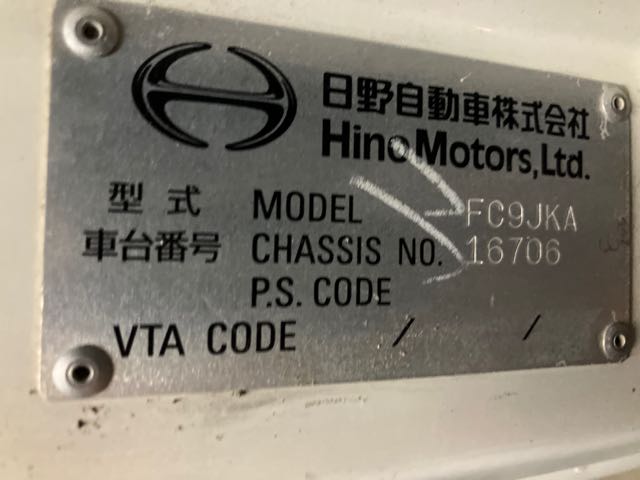 日野自動車株式会社
Hino Motors, Ltd.
型式 MODEL FC9JKA
車台番号 CHASSIS NO. 16706
P.S. CODE
VTA CODE / /